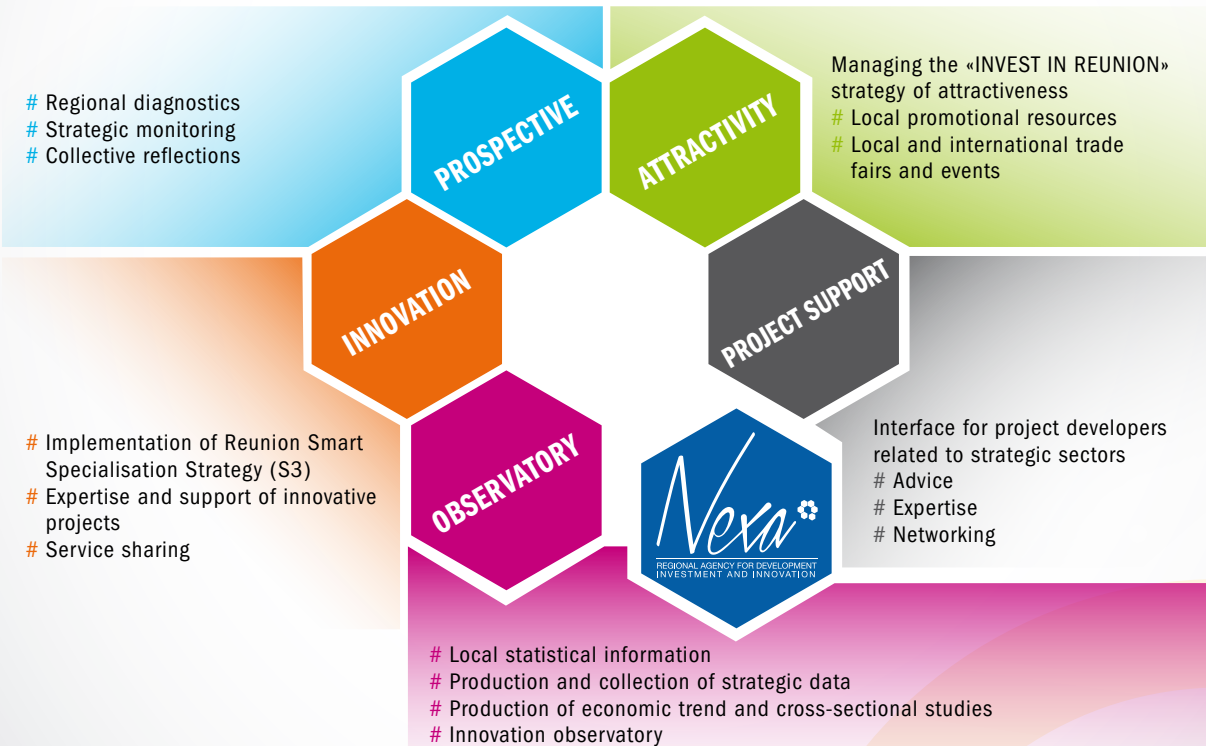 # Regional diagnostics
# Strategic monitoring
# Collective reflections
PROSPECTIVE
ATTRACTIVITY
Managing the «INVEST IN REUNION»
strategy of attractiveness
# Local promotional resources
# Local and international trade
fairs and events
INNOVATION
PROJECT SUPPORT
# Implementation of Reunion Smart
Specialisation Strategy (S3)
# Expertise and support of innovative
projects
# Service sharing
OBSERVATORY
Nexa
REGIONAL AGENCY FOR DEVELOPMENT
INVESTMENT AND INNOVATION
Interface for project developers
related to strategic sectors
# Advice
# Expertise
# Networking
# Local statistical information
# Production and collection of strategic data
# Production of economic trend and cross-sectional studies
# Innovation observatory